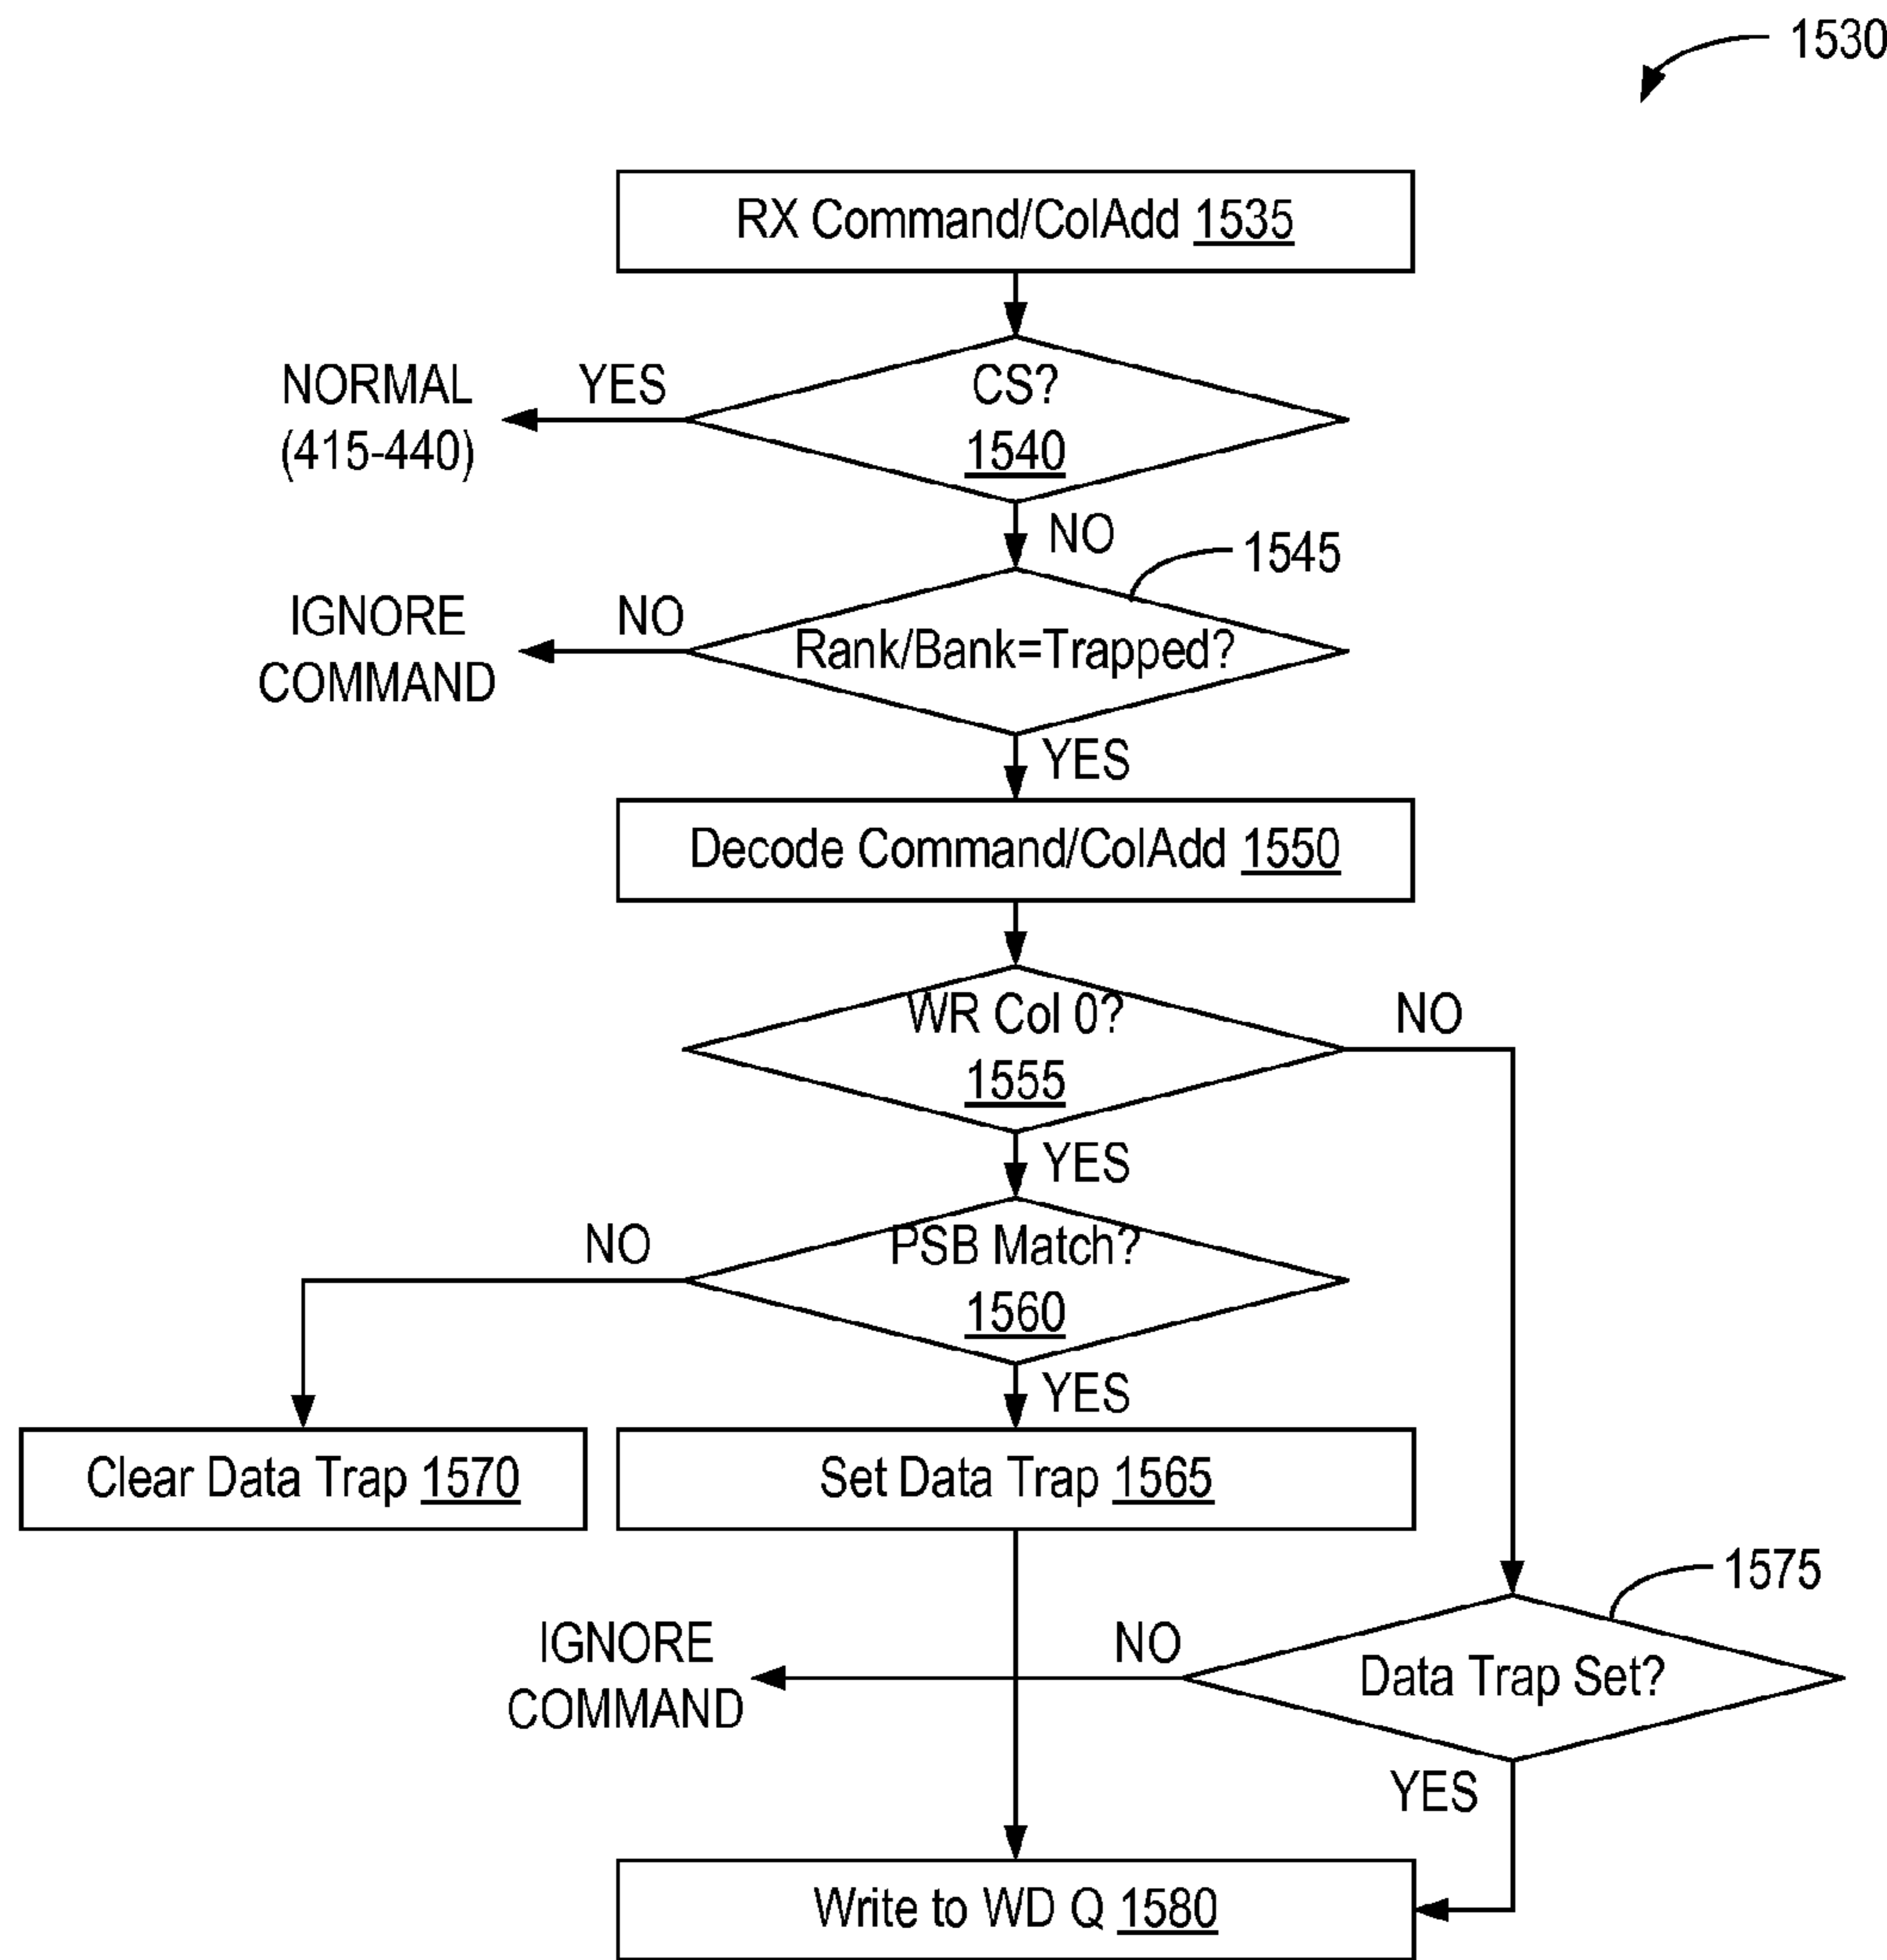 1530
RX Command/ColAdd 1535
CS?
1540
YES
NORMAL
(415-440)
NO
1545
Rank/Bank=Trapped?
NO
IGNORE
COMMAND
YES
Decode Command/ColAdd 1550
WR Col 0?
1555
NO
YES
PSB Match?
1560
NO
YES
Clear Data Trap 1570
Set Data Trap 1565
1575
Data Trap Set?
NO
IGNORE
COMMAND
YES
Write to WD Q 1580